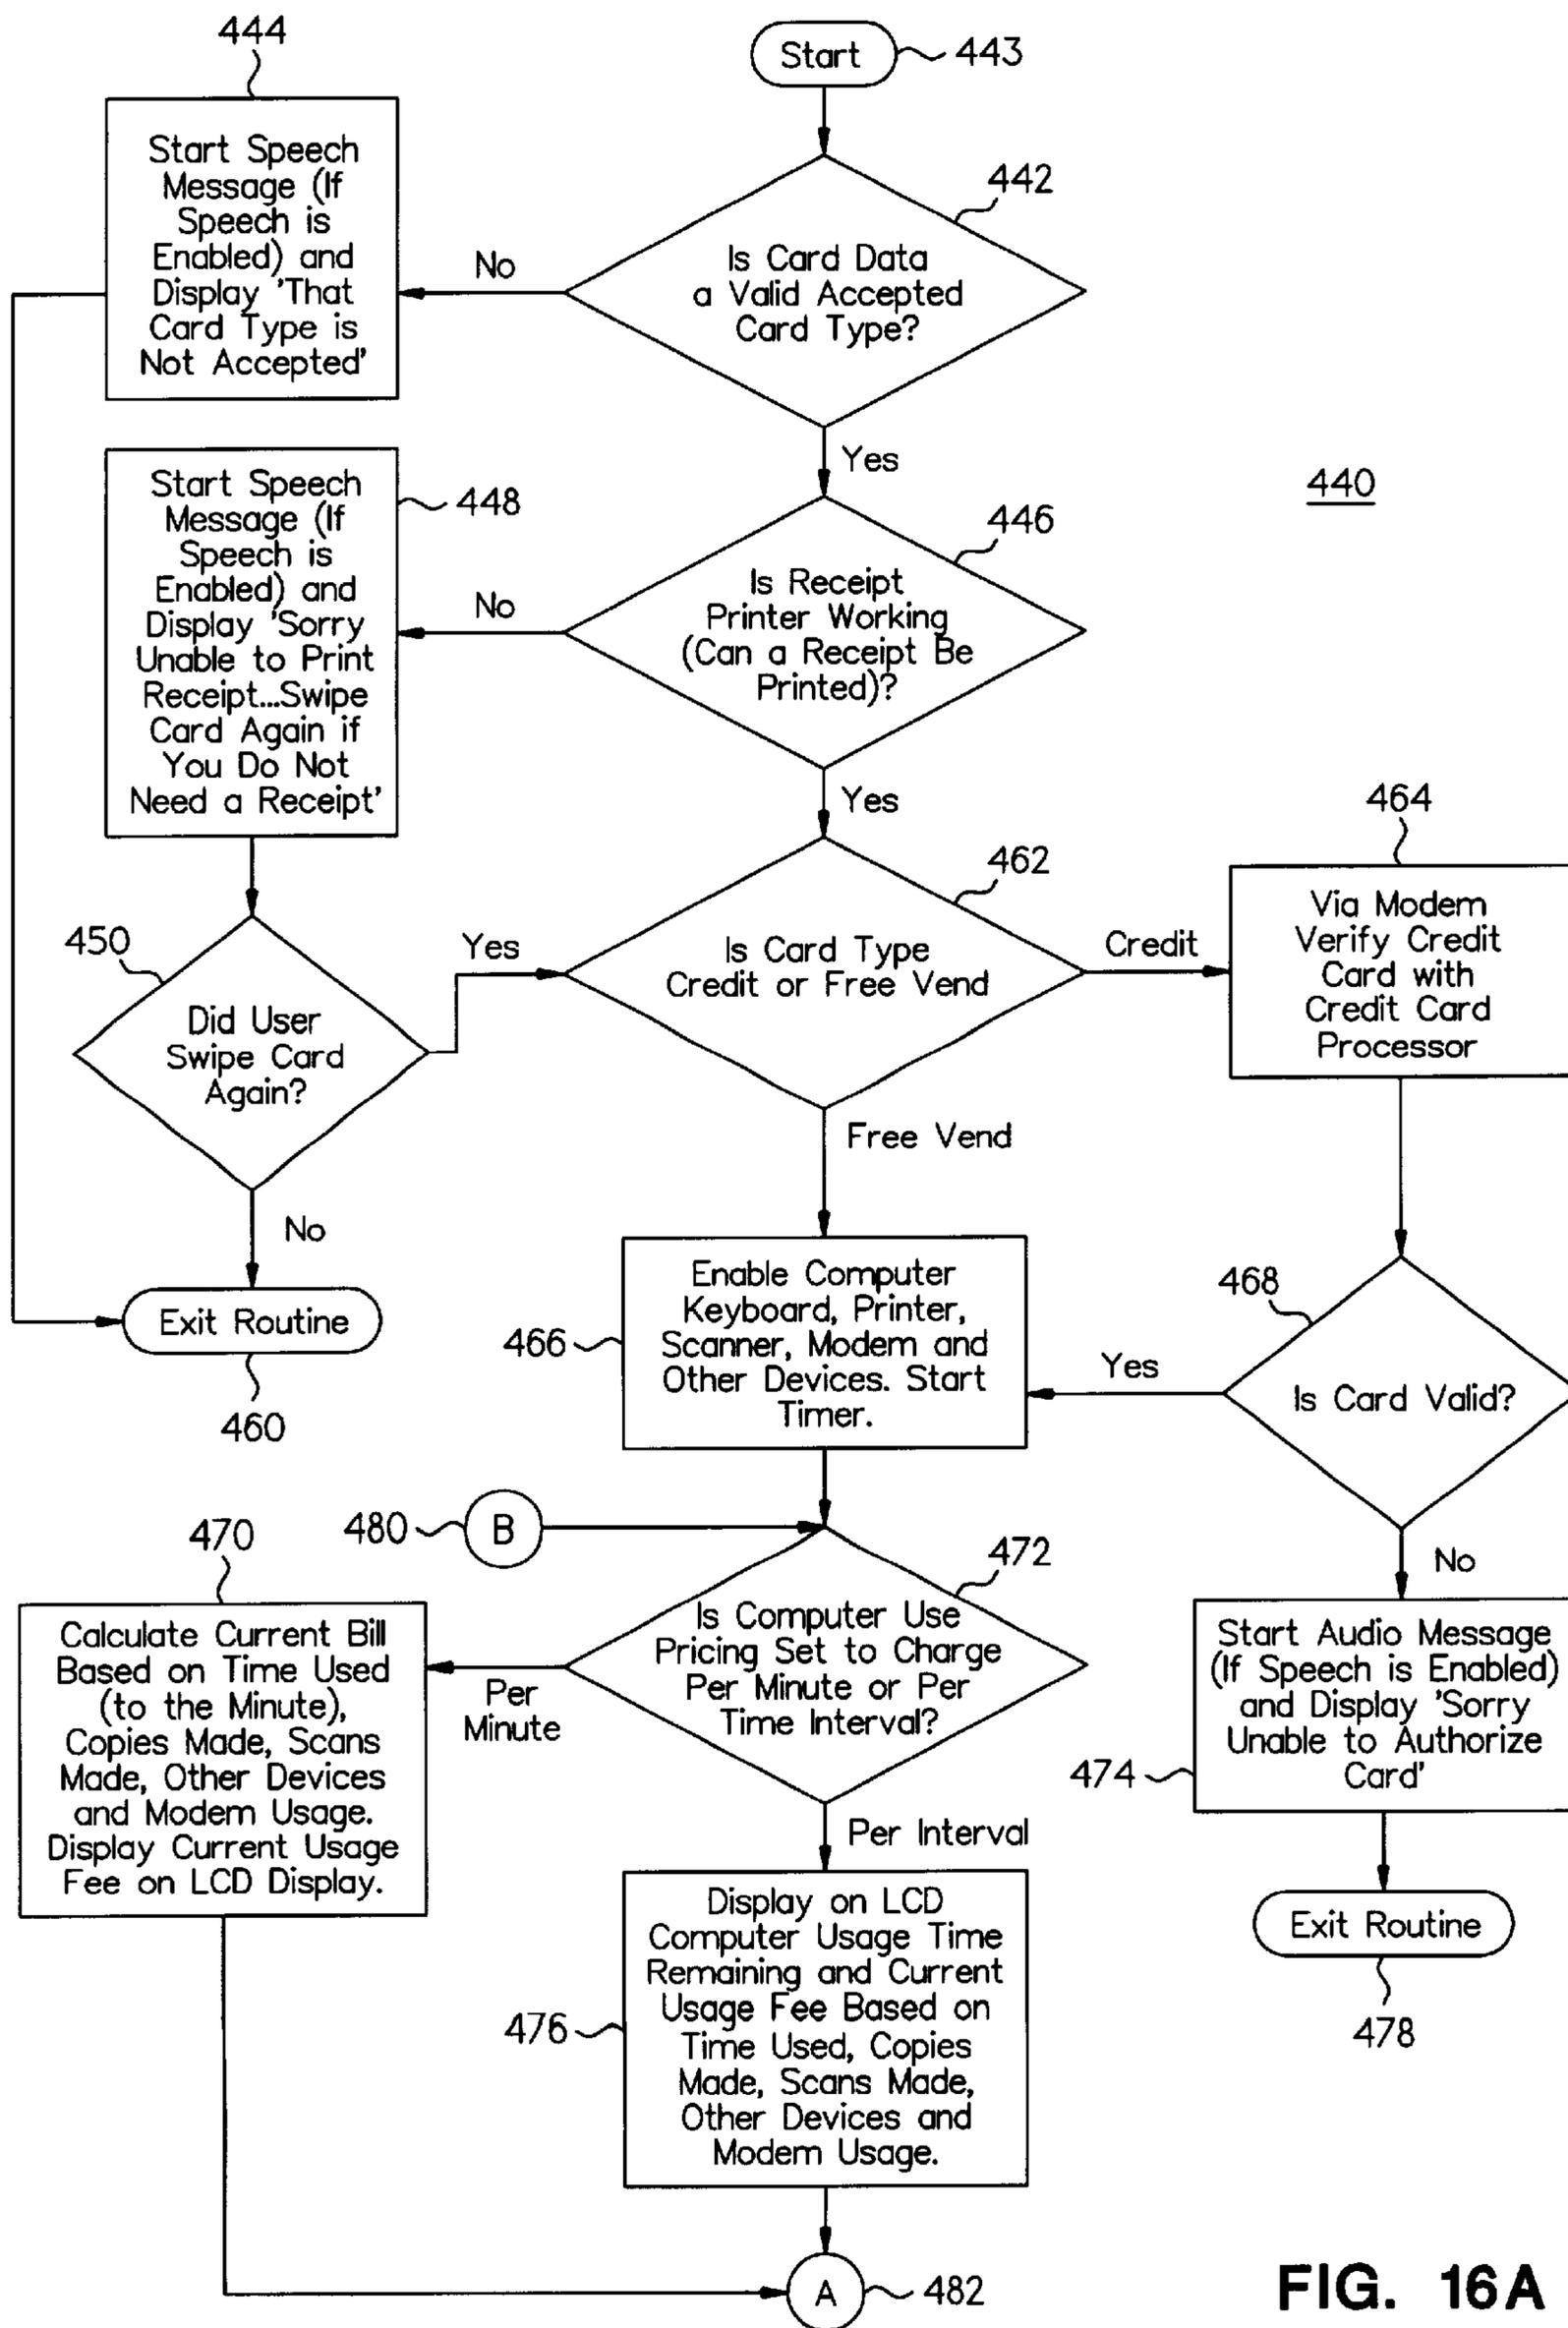 444
Start
443
Start Speech
Message (If
Speech is
Enabled) and
Display 'That
Card Type is
Not Accepted'
442
Is Card Data
a Valid Accepted
Card Type?
No
Yes
440
Start Speech
Message (If
Speech is
Enabled) and
Display 'Sorry
Unable to Print
Receipt...Swipe
Card Again if
You Do Not
Need a Receipt'
448
446
Is Receipt
Printer Working
(Can a Receipt Be
Printed)?
No
Yes
464
462
450
Did User
Swipe Card
Again?
Yes
Is Card Type
Credit or Free Vend
Credit
Via Modem
Verify Credit
Card with
Credit Card
Processor
No
Free Vend
Exit Routine
460
466
Enable Computer
Keyboard, Printer,
Scanner, Modem and
Other Devices. Start
Timer.
468
Is Card Valid?
Yes
No
480
B
470
Calculate Current Bill
Based on Time Used
(to the Minute),
Copies Made, Scans
Made, Other Devices
and Modem Usage.
Display Current Usage
Fee on LCD Display.
472
Is Computer Use
Pricing Set to Charge
Per Minute or Per
Time Interval?
Per
Minute
Per Interval
Start Audio Message
(If Speech is Enabled)
and Display 'Sorry
Unable to Authorize
Card'
474
Exit Routine
478
476
Display on LCD
Computer Usage Time
Remaining and Current
Usage Fee Based on
Time Used, Copies
Made, Scans Made,
Other Devices and
Modem Usage.
A
482
FIG. 16A